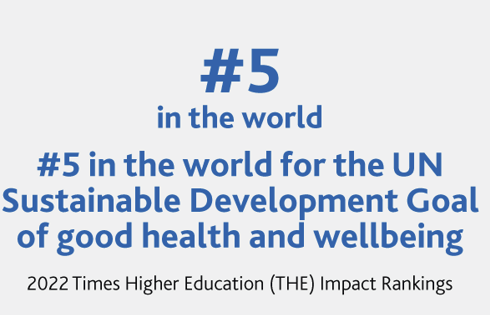 #5
in the world
#5 in the world for the UN
Sustainable Development Goal
of good health and wellbeing
2022 Times Higher Education (THE) Impact Rankings